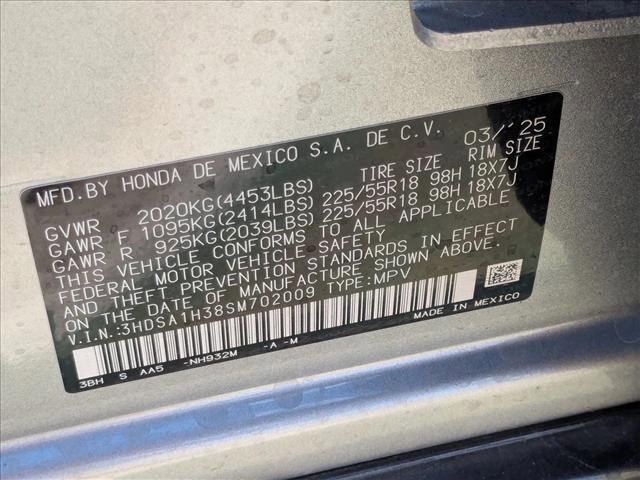 MFD.BY HONDA DE MEXICO S.A. DE C.V. 03/'25
TIRE SIZE RIM SIZE
GVWR 2020KG(4453LBS)
GAWR F 1095KG(2414LBS) 225/55R18 98H 18X7J
GAWR R 925KG(2039LBS) 225/55R18 98H 18X7J
THIS VEHICLE CONFORMS TO ALL APPLICABLE
FEDERAL MOTOR VEHICLE SAFETY
AND THEFT PREVENTION STANDARDS IN EFFECT
ON THE DATE OF MANUFACTURE SHOWN ABOVE.
V.I.N.:3HDSA1H38SM702009 TYPE:MPV
MADE IN MEXICO
3BH S AA5 -NH932M -A -M